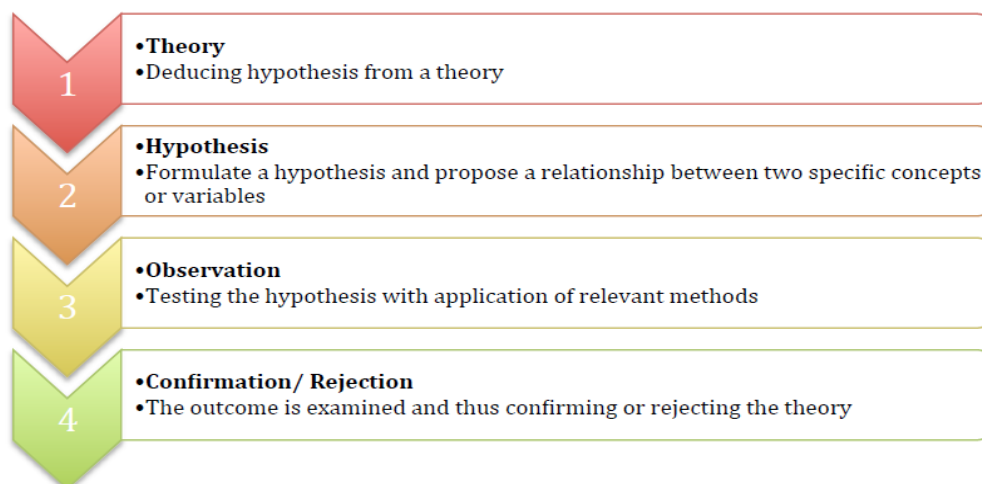 1
•Theory
•Deducing hypothesis from a theory
2
•Hypothesis
•Formulate a hypothesis and propose a relationship between two specific concepts
or variables
3
•Observation
•Testing the hypothesis with application of relevant methods
4
•Confirmation/ Rejection
•The outcome is examined and thus confirming or rejecting the theory